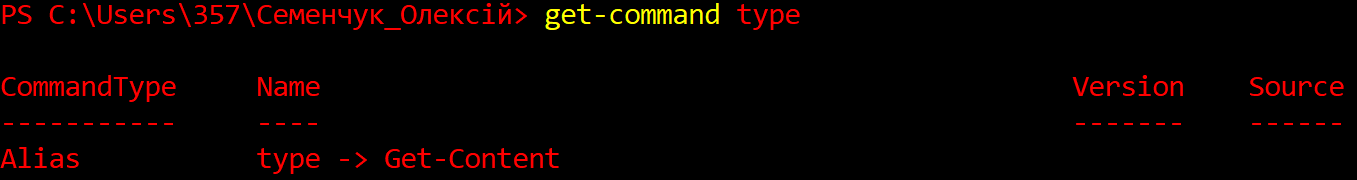 PS C:\Users\357\Семенчук_Олексій> get-command type
CommandType Name Version Source
----------- ---- ------- ------
Alias type -> Get-Content